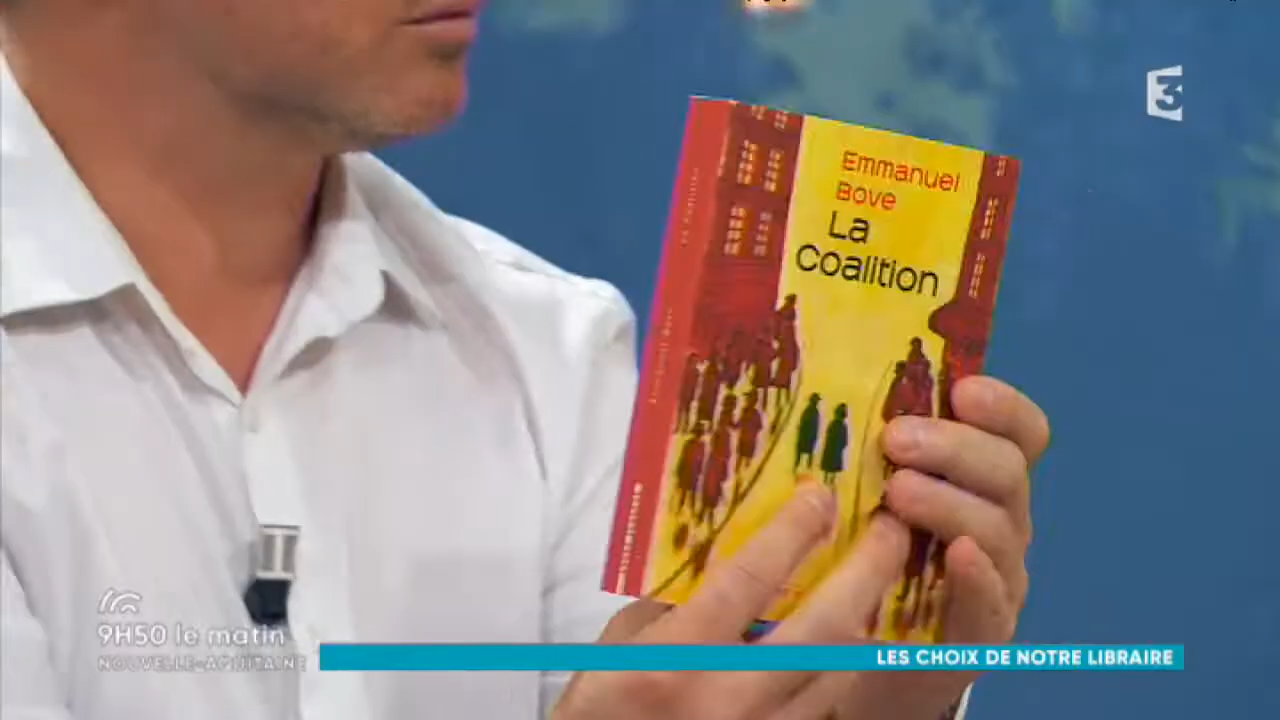 3
Emmanuel
Bove
La
Coalition
9H50 le matin
NOUVELLE-AQUITAINE
LES CHOIX DE NOTRE LIBRAIRE